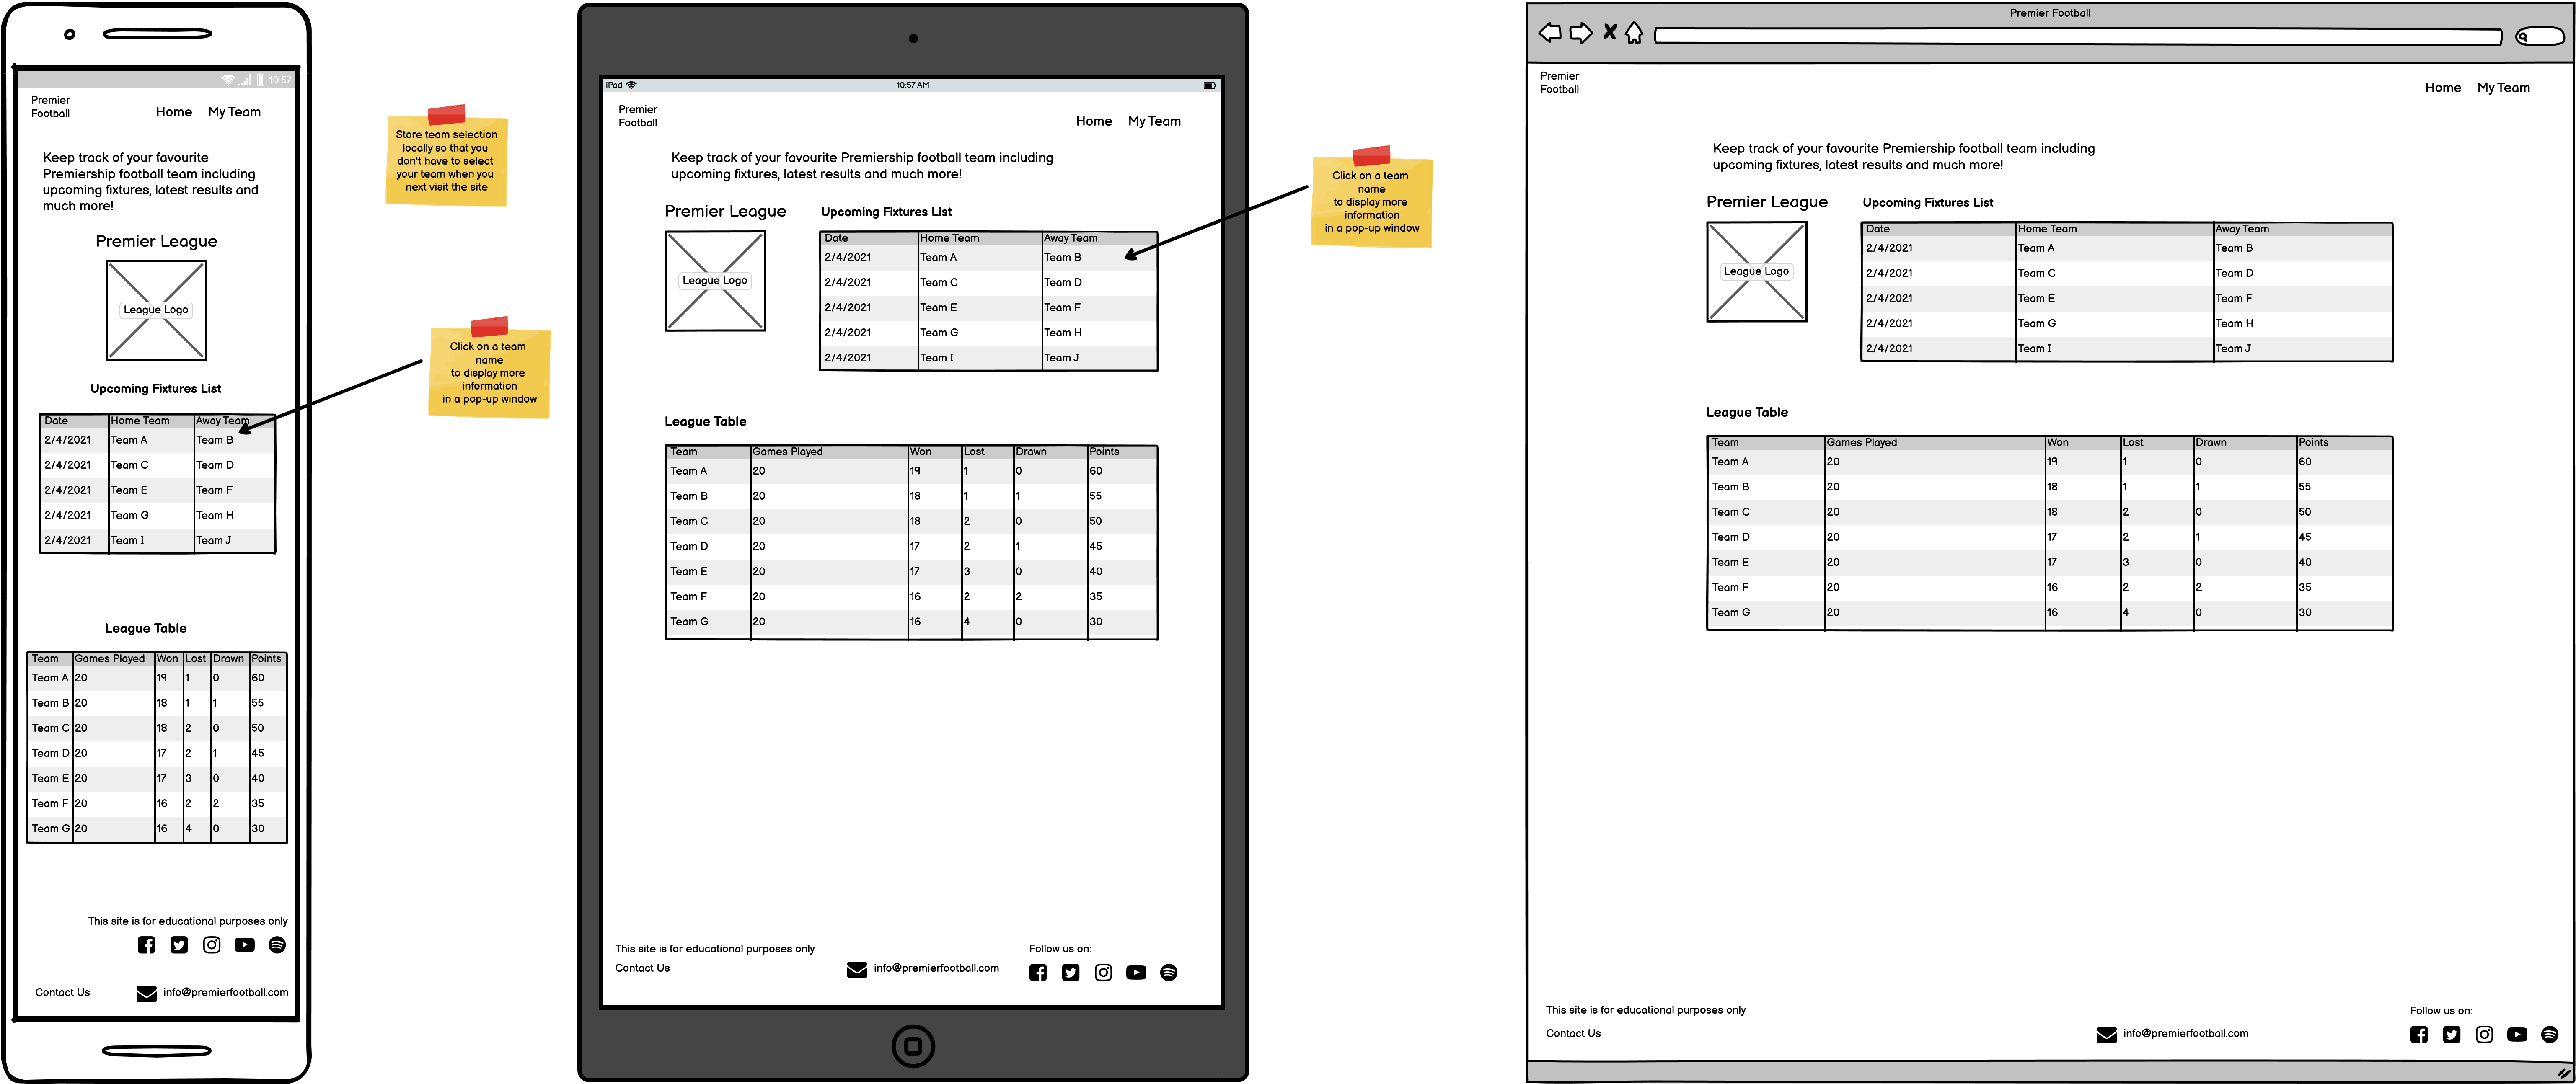 10:57
Premier
Football
Home My Team
Keep track of your favourite
Premiership football team including
upcoming fixtures, latest results and
much more!
Premier League
League Logo
Upcoming Fixtures List
Date Home Team Away Team
2/4/2021 Team A Team B
2/4/2021 Team C Team D
2/4/2021 Team E Team F
2/4/2021 Team G Team H
2/4/2021 Team I Team J
League Table
Team Games Played Won Lost Drawn Points
Team A 20 19 1 0 60
Team B 20 18 1 1 55
Team C 20 18 2 0 50
Team D 20 17 2 1 45
Team E 20 17 3 0 40
Team F 20 16 2 2 35
Team G 20 16 4 0 30
This site is for educational purposes only
Contact Us info@premierfootball.com
Store team selection
locally so that you
don't have to select
your team when you
next visit the site
Click on a team
name
to display more
information
in a pop-up window
iPad 10:57 AM
Premier
Football
Home My Team
Keep track of your favourite Premiership football team including
upcoming fixtures, latest results and much more!
Premier League
League Logo
Upcoming Fixtures List
Date Home Team Away Team
2/4/2021 Team A Team B
2/4/2021 Team C Team D
2/4/2021 Team E Team F
2/4/2021 Team G Team H
2/4/2021 Team I Team J
League Table
Team Games Played Won Lost Drawn Points
Team A 20 19 1 0 60
Team B 20 18 1 1 55
Team C 20 18 2 0 50
Team D 20 17 2 1 45
Team E 20 17 3 0 40
Team F 20 16 2 2 35
Team G 20 16 4 0 30
This site is for educational purposes only
Contact Us info@premierfootball.com
Follow us on:
Click on a team
name
to display more
information
in a pop-up window
Premier Football
Premier
Football
Home My Team
Keep track of your favourite Premiership football team including
upcoming fixtures, latest results and much more!
Premier League
League Logo
Upcoming Fixtures List
Date Home Team Away Team
2/4/2021 Team A Team B
2/4/2021 Team C Team D
2/4/2021 Team E Team F
2/4/2021 Team G Team H
2/4/2021 Team I Team J
League Table
Team Games Played Won Lost Drawn Points
Team A 20 19 1 0 60
Team B 20 18 1 1 55
Team C 20 18 2 0 50
Team D 20 17 2 1 45
Team E 20 17 3 0 40
Team F 20 16 2 2 35
Team G 20 16 4 0 30
This site is for educational purposes only
Contact Us info@premierfootball.com
Follow us on: